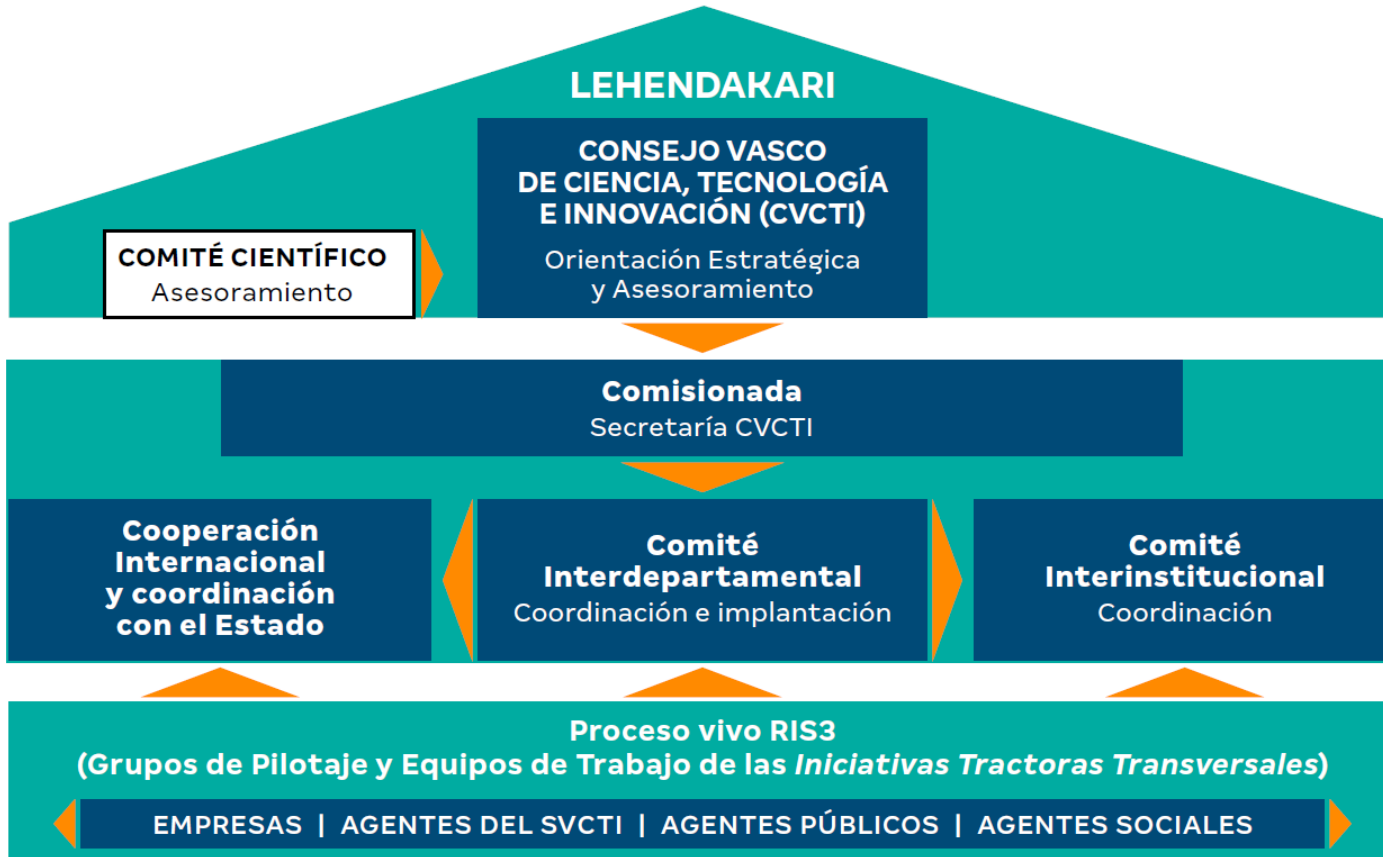 LEHENDAKARI
CONSEJO VASCO
DE CIENCIA, TECNOLOGÍA
E INNOVACIÓN (CVCTI)
Orientación Estratégica
y Asesoramiento
COMITÉ CIENTÍFICO
Asesoramiento
Comisionada
Secretaría CVCTI
Cooperación
Internacional
y coordinación
con el Estado
Comité
Interdepartamental
Coordinación e implantación
Comité
Interinstitucional
Coordinación
Proceso vivo RIS3
(Grupos de Pilotaje y Equipos de Trabajo de las Iniciativas Tractoras Transversales)
EMPRESAS | AGENTES DEL SVCTI | AGENTES PÚBLICOS | AGENTES SOCIALES